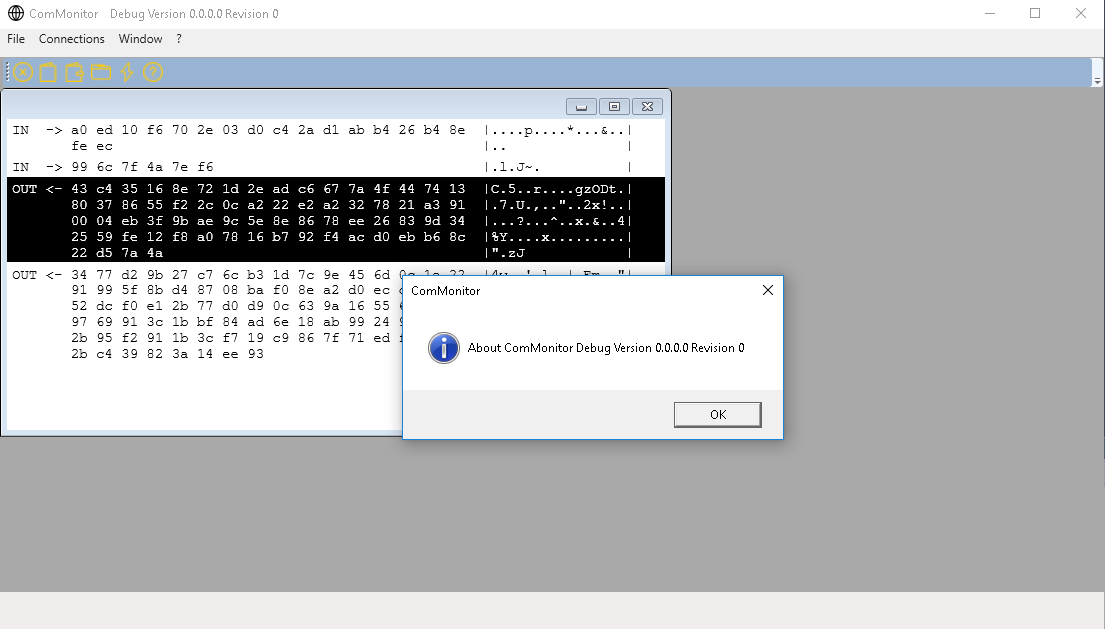 ComMonitor Debug Version 0.0.0.0 Revision 0
File Connections Window ?
IN -> a0 ed 10 f6 70 2e 03 d0 c4 2a d1 ab b4 26 b4 8e |....p....*...&..|
fe ec |.. |
IN -> 99 6c 7f 4a 7e f6 |.l.J~. |
OUT <- 43 c4 35 16 8e 72 1d 2e ad c6 67 7a 4f 44 74 13 |C.5..r....gzODt.|
80 37 86 55 f2 2c 0c a2 22 e2 a2 32 78 21 a3 91 |.7.U.,.."..2x!..|
00 04 eb 3f 9b ae 9c 5e 8e 86 78 ee 26 83 9d 34 |...?...^..x.&..4|
25 59 fe 12 f8 a0 78 16 b7 92 f4 ac d0 eb b6 8c |%Y....x.........|
22 d5 7a 4a |".zJ |
OUT <- 34 77 d2 9b 27 c7 6c b3 1d 7c 9e 45 6d
91 99 5f 8b d4 87 08 ba f0 8e a2 d0 ec
52 dc f0 e1 2b 77 d0 d9 0c 63 9a 16 55
97 69 91 3c 1b bf 84 ad 6e 18 ab 99 24
2b 95 f2 91 1b 3c f7 19 c9 86 7f 71 ed
2b c4 39 82 3a 14 ee 93
ComMonitor
About ComMonitor Debug Version 0.0.0.0 Revision 0
OK